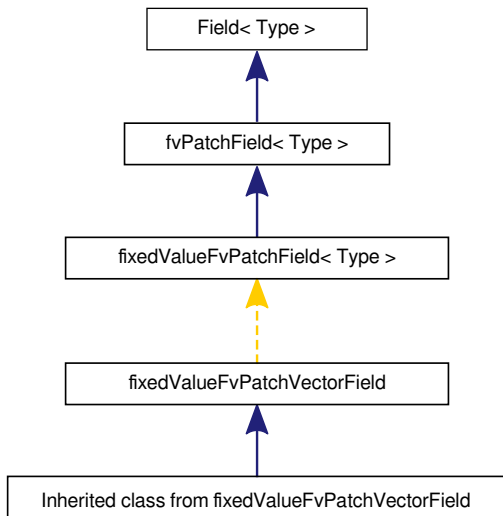 Field< Type >
fvPatchField< Type >
fixedValueFvPatchField< Type >
fixedValueFvPatchVectorField
Inherited class from fixedValueFvPatchVectorField